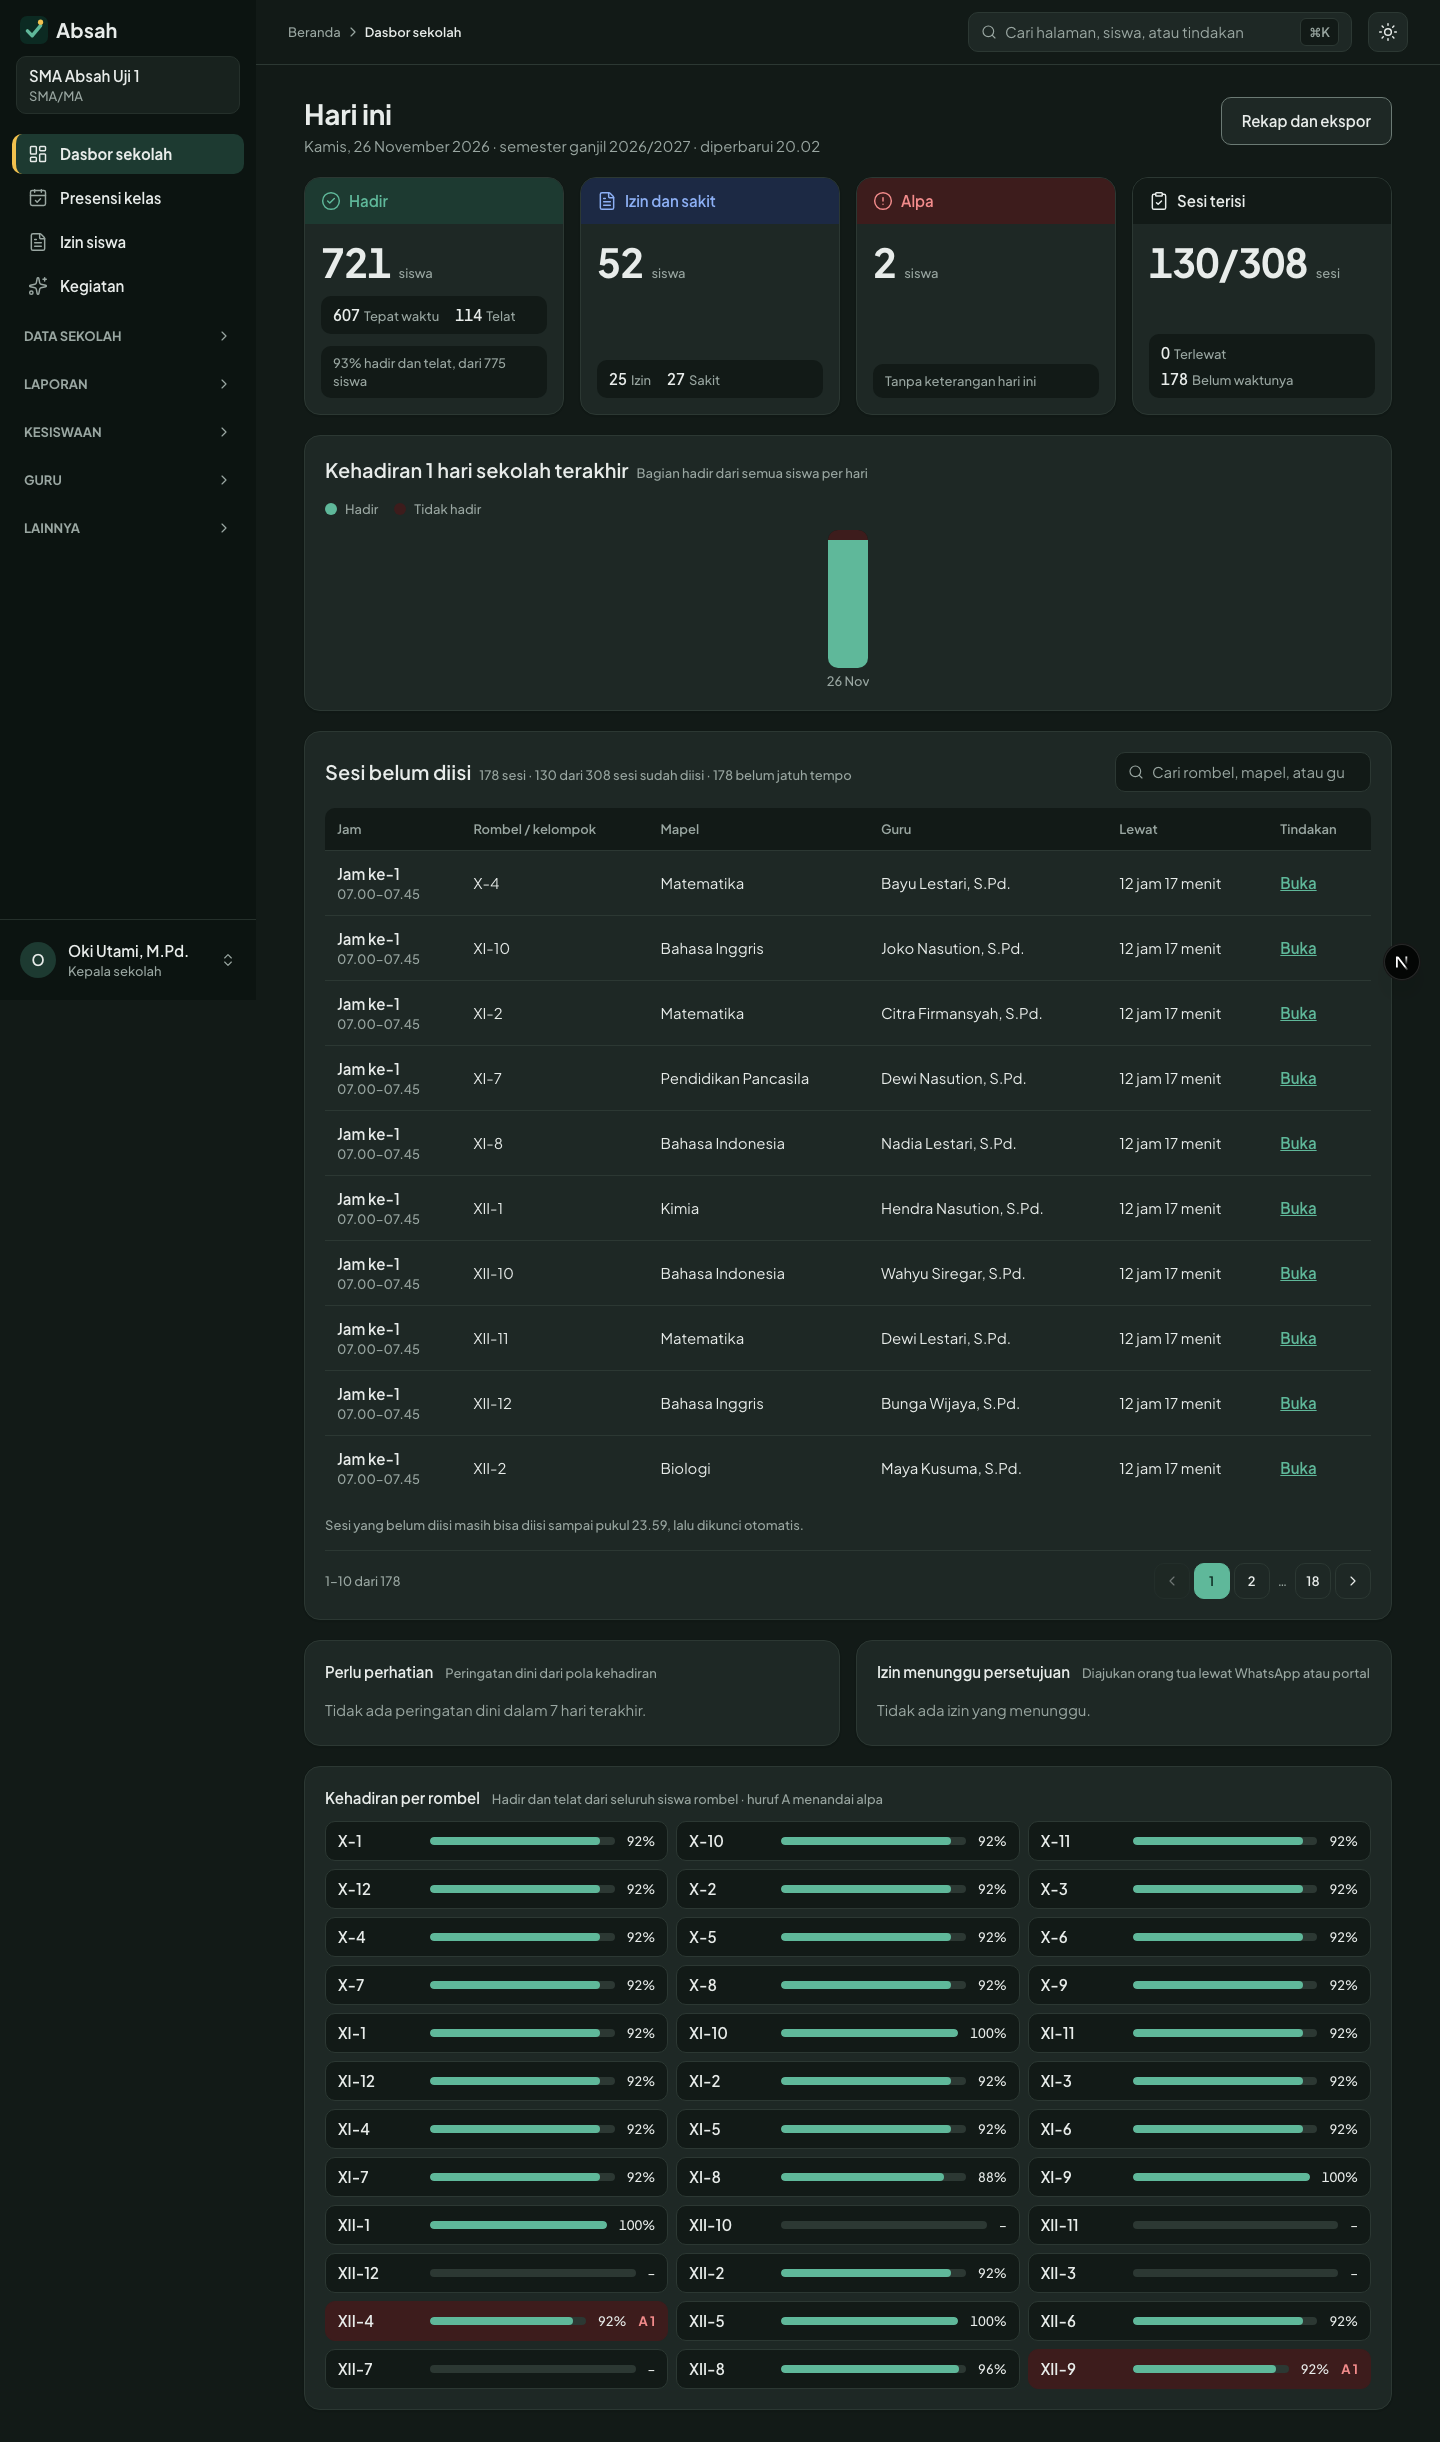 Absah
SMA Absah Uji 1
SMA/MA
Dasbor sekolah
Presensi kelas
Izin siswa
Kegiatan
DATA SEKOLAH
LAPORAN
KESISWAAN
GURU
LAINNYA
O
Oki Utami, M.Pd.
Kepala sekolah
Beranda > Dasbor sekolah
Cari halaman, siswa, atau tindakan ⌘K
Hari ini
Kamis, 26 November 2026 · semester ganjil 2026/2027 · diperbarui 20.02
Rekap dan ekspor
Hadir
721 siswa
607 Tepat waktu 114 Telat
93% hadir dan telat, dari 775
siswa
Izin dan sakit
52 siswa
25 Izin 27 Sakit
Alpa
2 siswa
Tanpa keterangan hari ini
Sesi terisi
130/308 sesi
0 Terlewat
178 Belum waktunya
Kehadiran 1 hari sekolah terakhir Bagian hadir dari semua siswa per hari
Hadir Tidak hadir
26 Nov
Sesi belum diisi 178 sesi · 130 dari 308 sesi sudah diisi · 178 belum jatuh tempo
Cari rombel, mapel, atau gu
Jam Rombel / kelompok Mapel Guru Lewat Tindakan
Jam ke-1
07.00–07.45
X-4 Matematika Bayu Lestari, S.Pd. 12 jam 17 menit Buka
Jam ke-1
07.00–07.45
XI-10 Bahasa Inggris Joko Nasution, S.Pd. 12 jam 17 menit Buka
Jam ke-1
07.00–07.45
XI-2 Matematika Citra Firmansyah, S.Pd. 12 jam 17 menit Buka
Jam ke-1
07.00–07.45
XI-7 Pendidikan Pancasila Dewi Nasution, S.Pd. 12 jam 17 menit Buka
Jam ke-1
07.00–07.45
XI-8 Bahasa Indonesia Nadia Lestari, S.Pd. 12 jam 17 menit Buka
Jam ke-1
07.00–07.45
XII-1 Kimia Hendra Nasution, S.Pd. 12 jam 17 menit Buka
Jam ke-1
07.00–07.45
XII-10 Bahasa Indonesia Wahyu Siregar, S.Pd. 12 jam 17 menit Buka
Jam ke-1
07.00–07.45
XII-11 Matematika Dewi Lestari, S.Pd. 12 jam 17 menit Buka
Jam ke-1
07.00–07.45
XII-12 Bahasa Inggris Bunga Wijaya, S.Pd. 12 jam 17 menit Buka
Jam ke-1
07.00–07.45
XII-2 Biologi Maya Kusuma, S.Pd. 12 jam 17 menit Buka
Sesi yang belum diisi masih bisa diisi sampai pukul 23.59, lalu dikunci otomatis.
1–10 dari 178
1 2 … 18
N
Perlu perhatian Peringatan dini dari pola kehadiran
Tidak ada peringatan dini dalam 7 hari terakhir.
Izin menunggu persetujuan Diajukan orang tua lewat WhatsApp atau portal
Tidak ada izin yang menunggu.
Kehadiran per rombel Hadir dan telat dari seluruh siswa rombel · huruf A menandai alpa
X-1 92% X-10 92% X-11 92%
X-12 92% X-2 92% X-3 92%
X-4 92% X-5 92% X-6 92%
X-7 92% X-8 92% X-9 92%
XI-1 92% XI-10 100% XI-11 92%
XI-12 92% XI-2 92% XI-3 92%
XI-4 92% XI-5 92% XI-6 92%
XI-7 92% XI-8 88% XI-9 100%
XII-1 100% XII-10 – XII-11 –
XII-12 – XII-2 92% XII-3 –
XII-4 92% A 1 XII-5 100% XII-6 92%
XII-7 – XII-8 96% XII-9 92% A 1